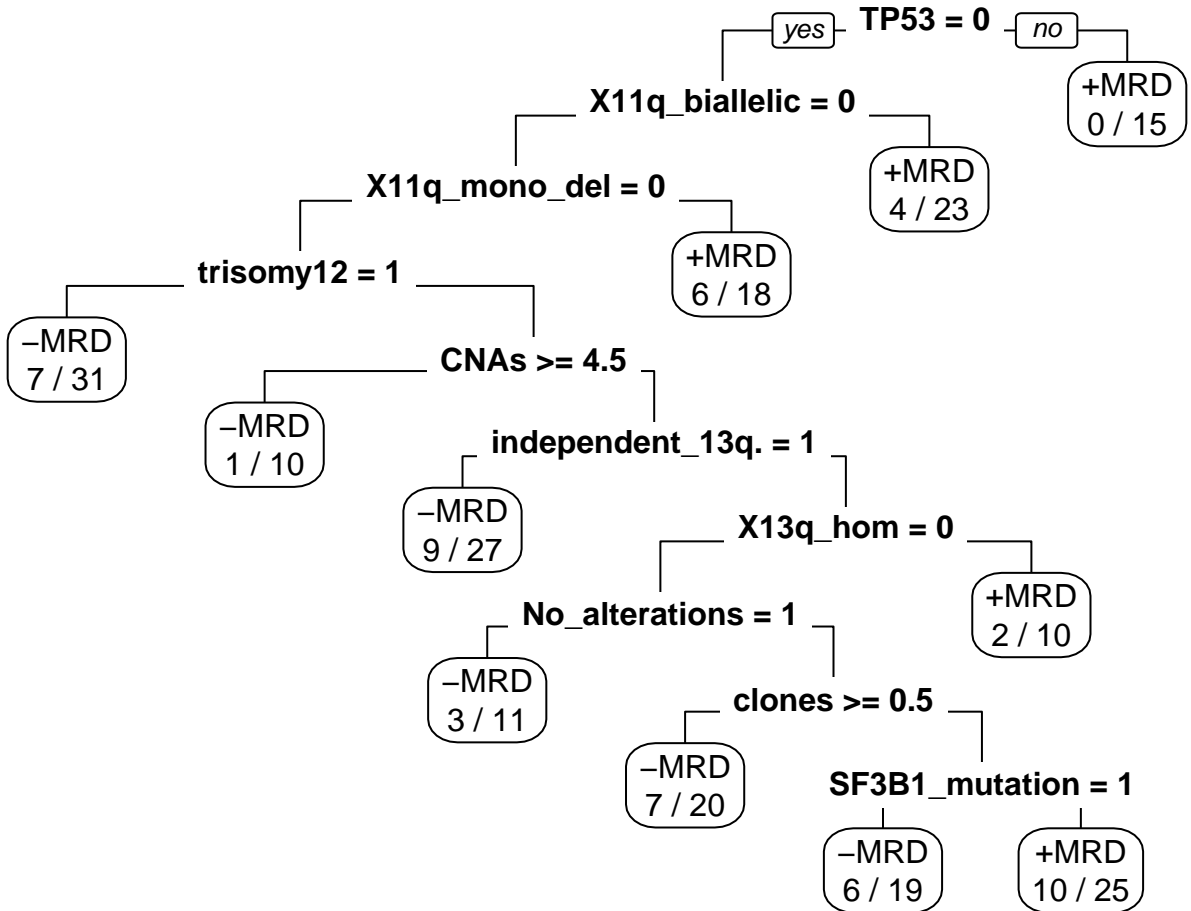 yes TP53 = 0 no
+MRD
0 / 15
X11q_biallelic = 0
+MRD
4 / 23
X11q_mono_del = 0
+MRD
6 / 18
trisomy12 = 1
–MRD
7 / 31
CNAs >= 4.5
–MRD
1 / 10
independent_13q. = 1
–MRD
9 / 27
X13q_hom = 0
+MRD
2 / 10
No_alterations = 1
–MRD
3 / 11
clones >= 0.5
–MRD
7 / 20
SF3B1_mutation = 1
–MRD
6 / 19
+MRD
10 / 25